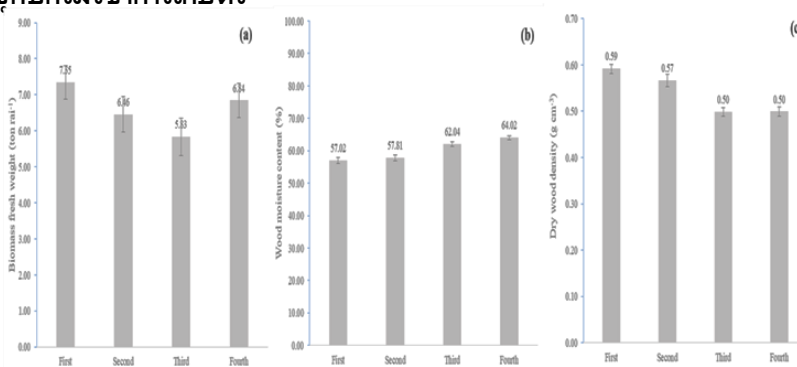 (a)
Biomass fresh weight (ton rai⁻¹)
9.00
8.00
7.00
6.00
5.00
4.00
3.00
2.00
1.00
0.00
7.35
6.46
5.83
6.84
First
Second
Third
Fourth
(b)
Wood moisture content (%)
100.00
90.00
80.00
70.00
60.00
50.00
40.00
30.00
20.00
10.00
0.00
57.02
57.81
62.04
64.02
First
Second
Third
Fourth
(c
Dry wood density (g cm⁻³)
0.70
0.60
0.50
0.40
0.30
0.20
0.10
0.00
0.59
0.57
0.50
0.50
First
Second
Third
Fourth